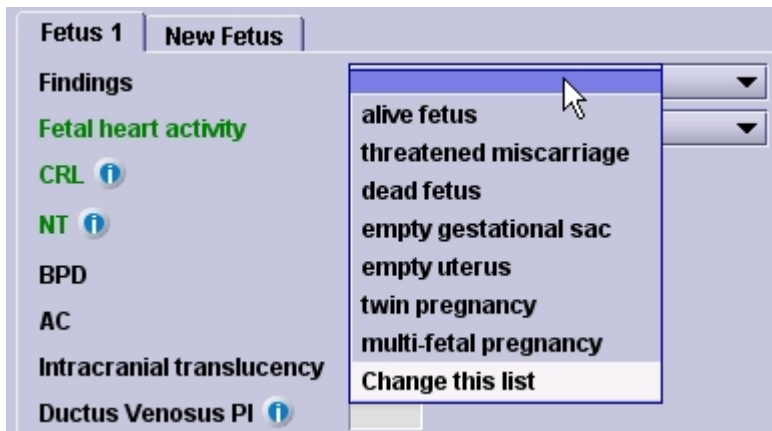 Fetus 1
New Fetus
Findings
Fetal heart activity
CRL
NT
BPD
AC
Intracranial translucency
Ductus Venosus PI
alive fetus
threatened miscarriage
dead fetus
empty gestational sac
empty uterus
twin pregnancy
multi-fetal pregnancy
Change this list